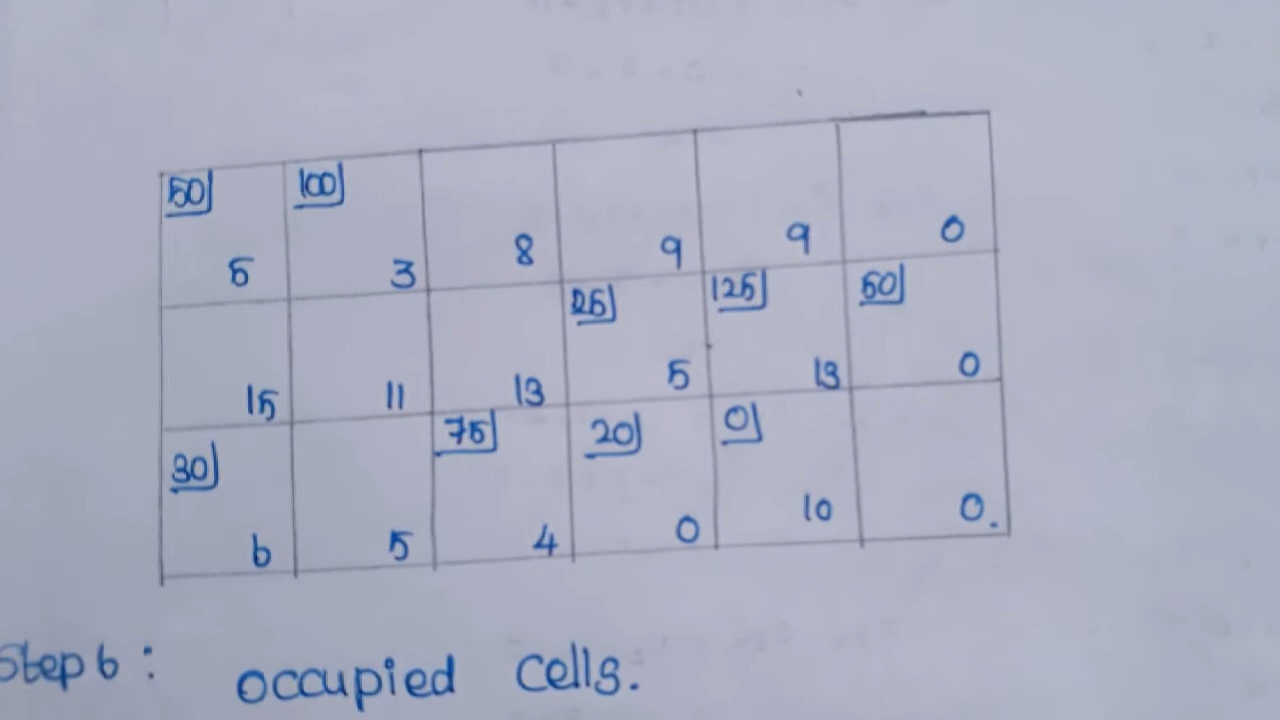 50 100
5 3 8 9 9 0
25 125 50
15 11 13 5 13 0
30 75 20 0
6 5 4 0 10 0.
Step 6: occupied cells.